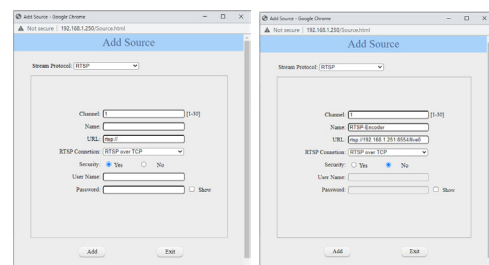 Add Source - Google Chrome
Not secure | 192.168.1.250/Source.html
Add Source
Stream Protocol: RTSP
Channel: 1 [1-30]
Name:
URL: rtsp://
RTSP Connetion: RTSP over TCP
Security: Yes No
User Name:
Password: Show
Add Exit
Add Source - Google Chrome
Not secure | 192.168.1.250/Source.html
Add Source
Stream Protocol: RTSP
Channel: 1 [1-30]
Name: RTSP Encoder
URL: rtsp://192.168.1.251:8554/live0
RTSP Connetion: RTSP over TCP
Security: Yes No
User Name:
Password: Show
Add Exit